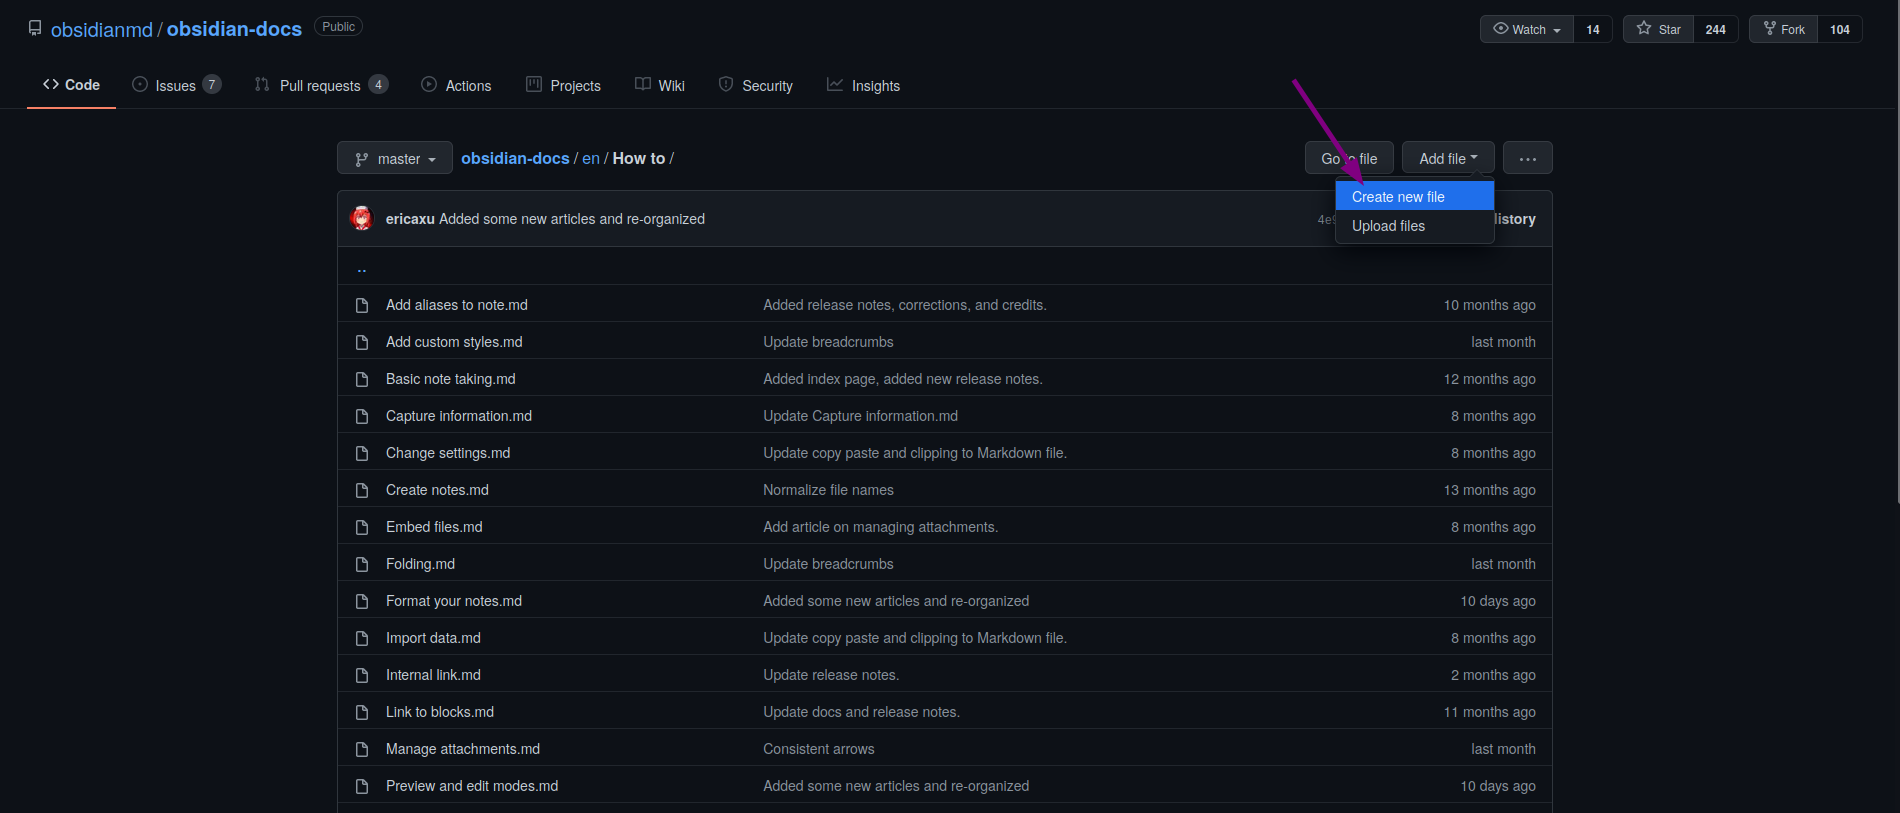 obsidianmd / obsidian-docs Public
Watch 14 Star 244 Fork 104
Code Issues 7 Pull requests 4 Actions Projects Wiki Security Insights
master obsidian-docs / en / How to /
Go to file Add file ...
Create new file
Upload files
ericaxu Added some new articles and re-organized
..
Add aliases to note.md Added release notes, corrections, and credits. 10 months ago
Add custom styles.md Update breadcrumbs last month
Basic note taking.md Added index page, added new release notes. 12 months ago
Capture information.md Update Capture information.md 8 months ago
Change settings.md Update copy paste and clipping to Markdown file. 8 months ago
Create notes.md Normalize file names 13 months ago
Embed files.md Add article on managing attachments. 8 months ago
Folding.md Update breadcrumbs last month
Format your notes.md Added some new articles and re-organized 10 days ago
Import data.md Update copy paste and clipping to Markdown file. 8 months ago
Internal link.md Update release notes. 2 months ago
Link to blocks.md Update docs and release notes. 11 months ago
Manage attachments.md Consistent arrows last month
Preview and edit modes.md Added some new articles and re-organized 10 days ago